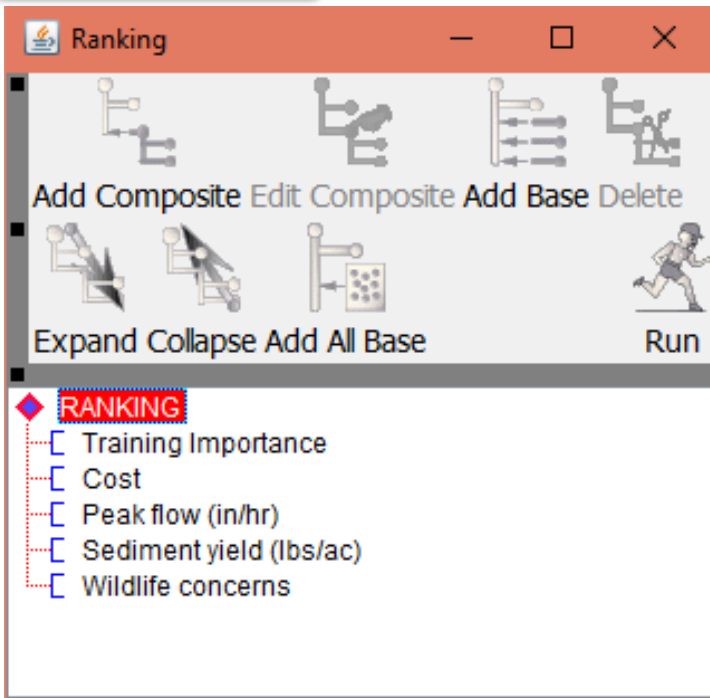 Ranking
Add Composite Edit Composite Add Base Delete
Expand Collapse Add All Base Run
RANKING
Training Importance
Cost
Peak flow (in/hr)
Sediment yield (lbs/ac)
Wildlife concerns